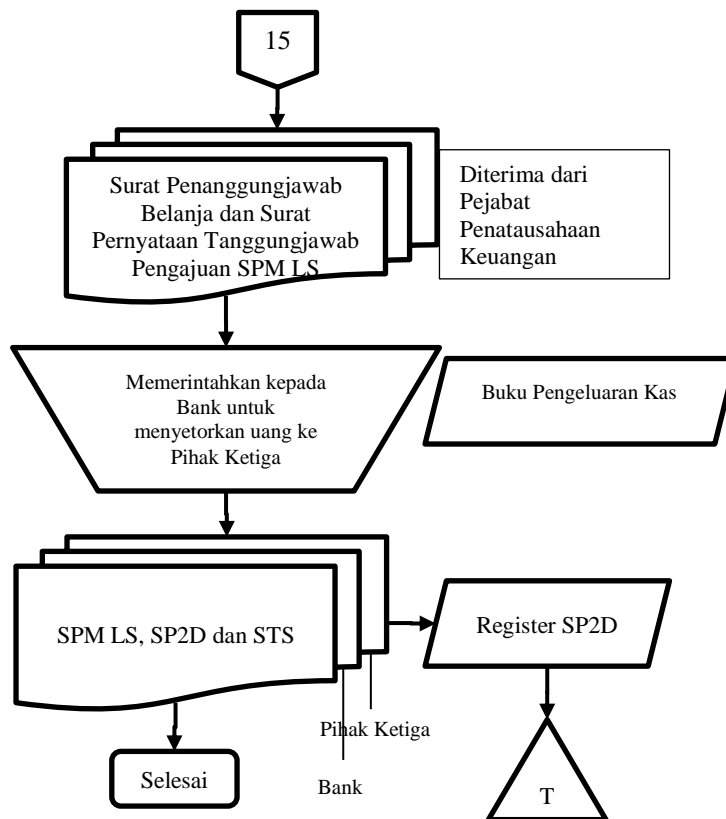 15
Surat Penanggungjawab
Belanja dan Surat
Pernyataan Tanggungjawab
Pengajuan SPM LS
Diterima dari
Pejabat
Penatausahaan
Keuangan
Memerintahkan kepada
Bank untuk
menyetorkan uang ke
Pihak Ketiga
Buku Pengeluaran Kas
SPM LS, SP2D dan STS
Register SP2D
Pihak Ketiga
Selesai
Bank
T